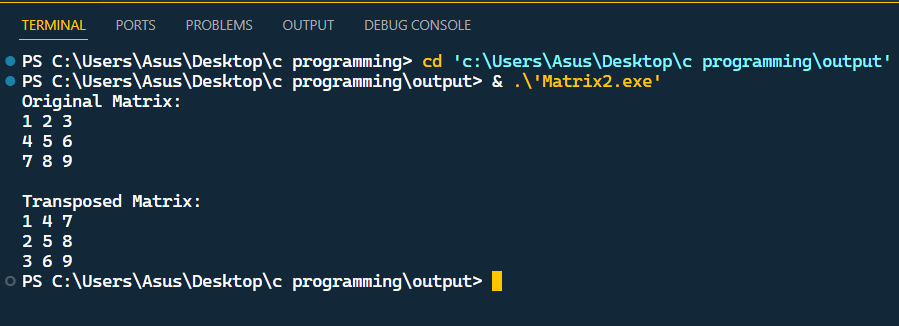 TERMINAL PORTS PROBLEMS OUTPUT DEBUG CONSOLE
PS C:\Users\Asus\Desktop\c programming> cd 'c:\Users\Asus\Desktop\c programming\output'
PS C:\Users\Asus\Desktop\c programming\output> & .\'Matrix2.exe'
Original Matrix:
1 2 3
4 5 6
7 8 9
Transposed Matrix:
1 4 7
2 5 8
3 6 9
PS C:\Users\Asus\Desktop\c programming\output>